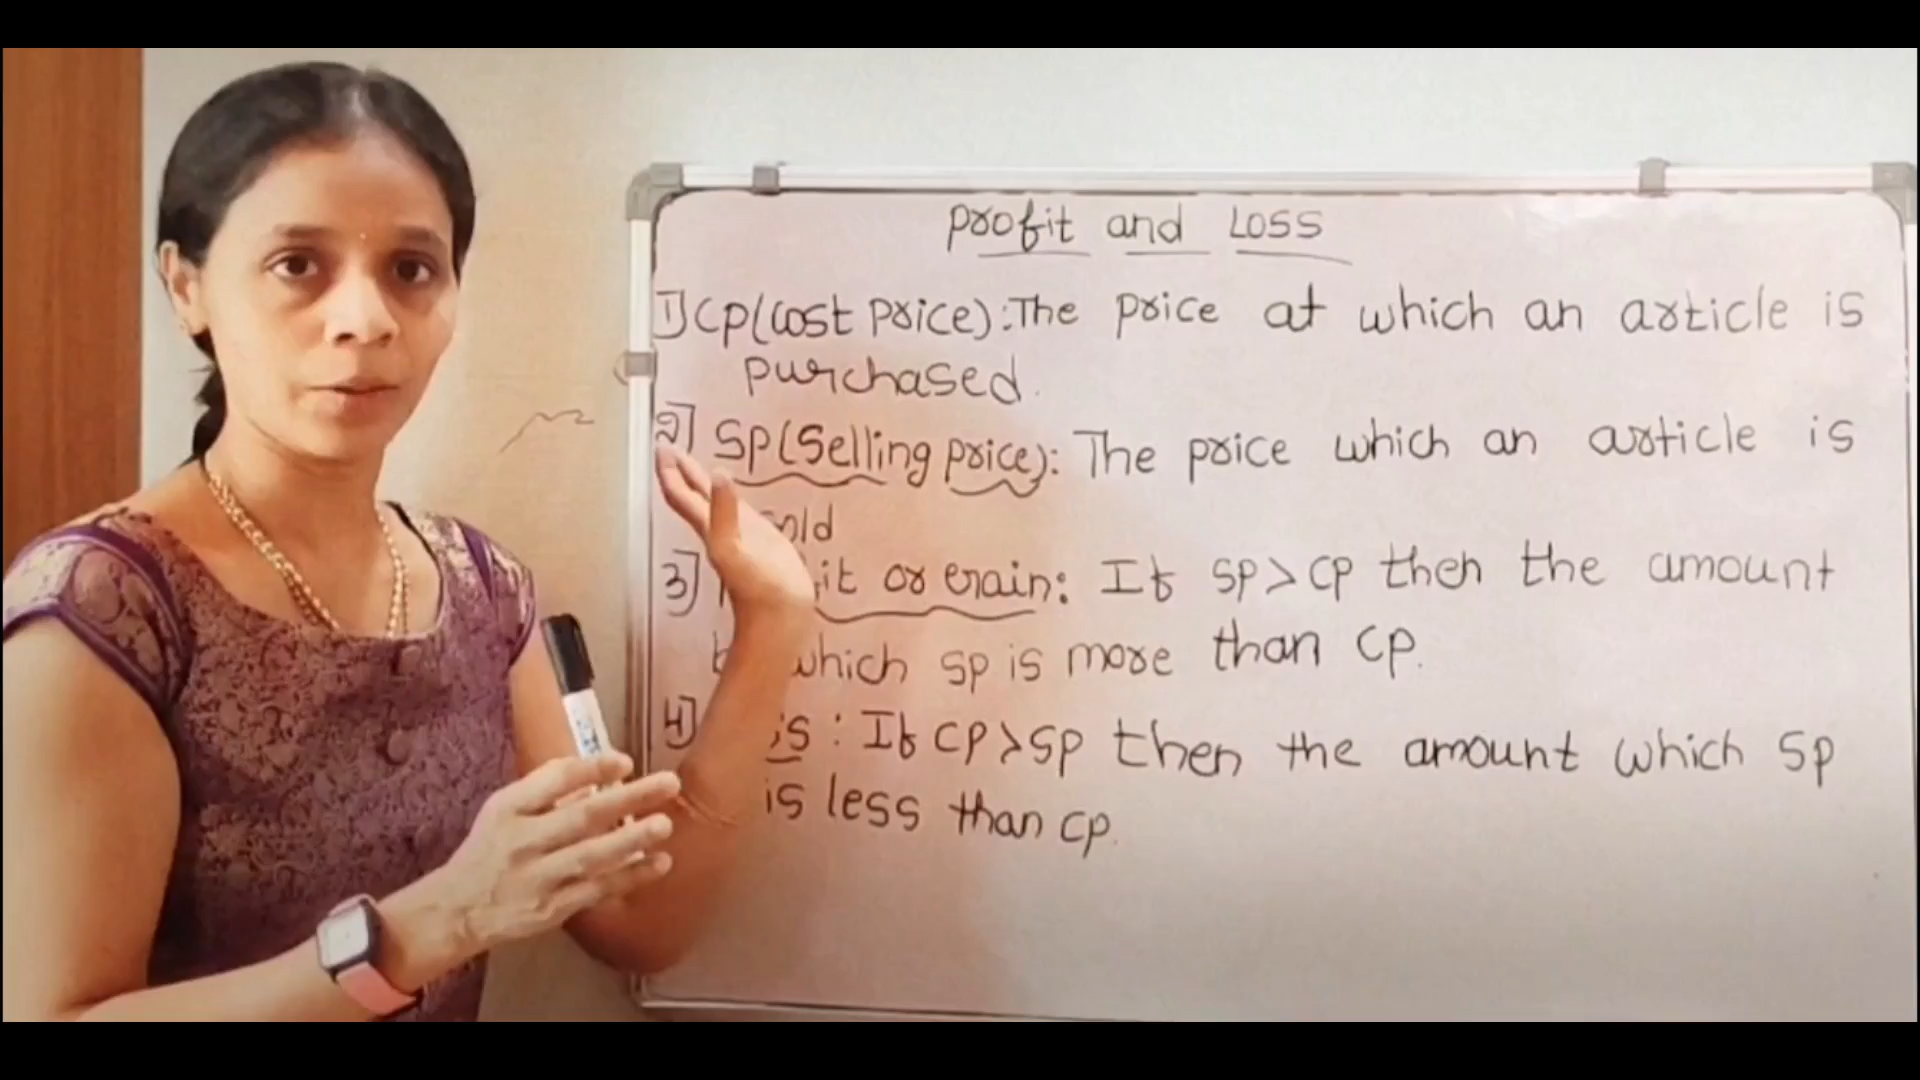 Profit and Loss
1] CP(Cost Price): The price at which an article is
purchased.
2] SP(Selling price): The price which an article is
old
3] it or Gain: If SP>CP then the amount
which SP is more than CP.
4] is: If CP>SP then the amount which SP
is less than CP.